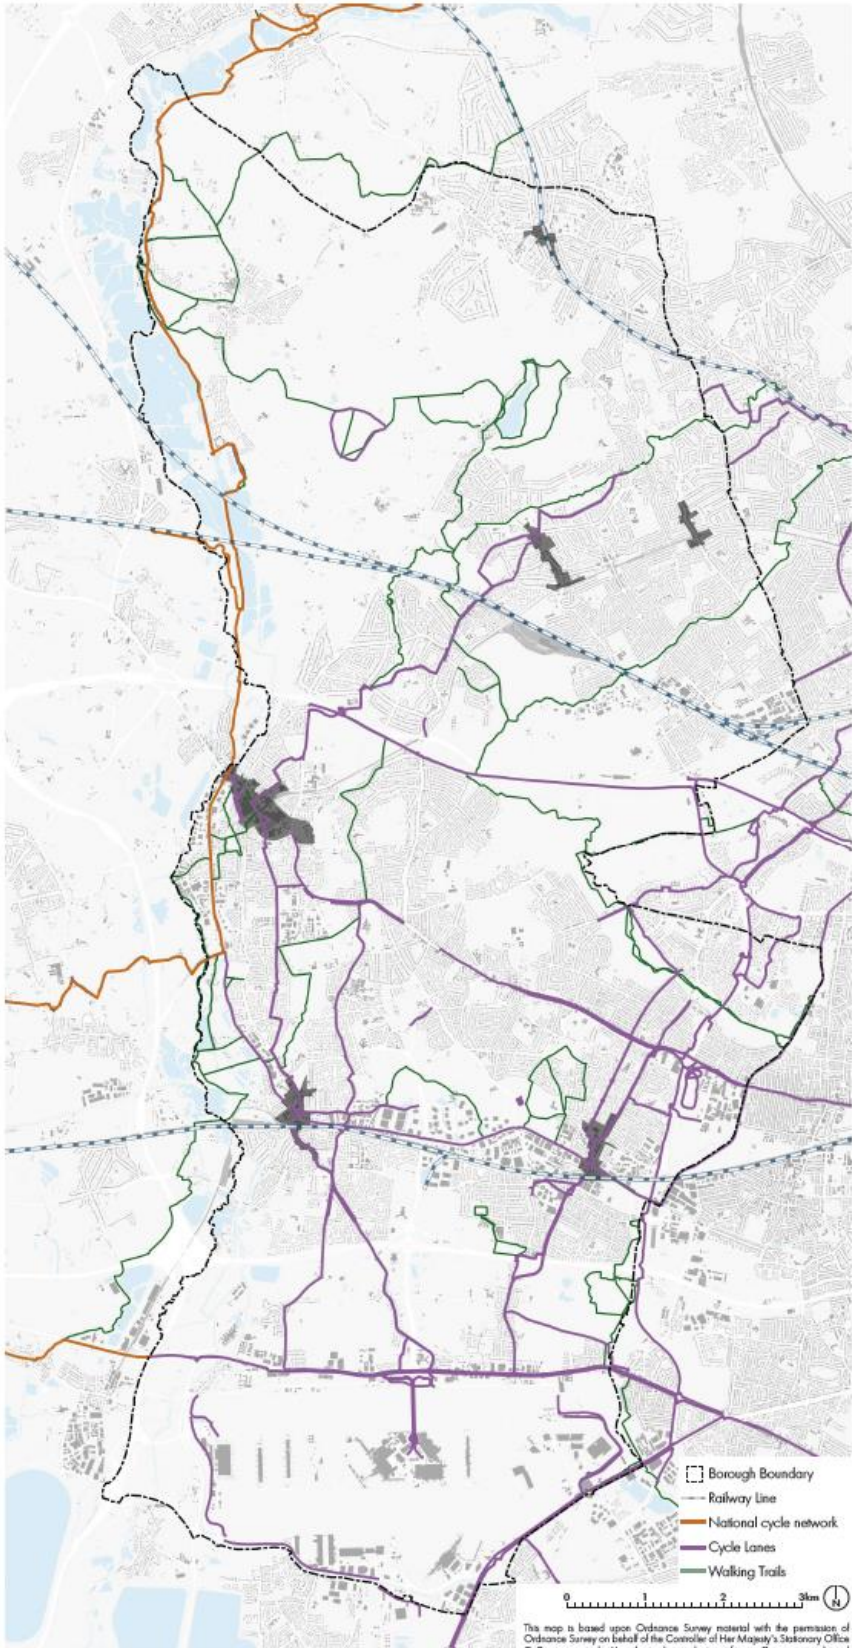 Borough Boundary
Railway Line
National cycle network
Cycle Lanes
Walking Trails
0 1 2 3km
N
This map is based upon Ordnance Survey material with the permission of
Ordnance Survey on behalf of the Controller of Her Majesty's Stationary Office